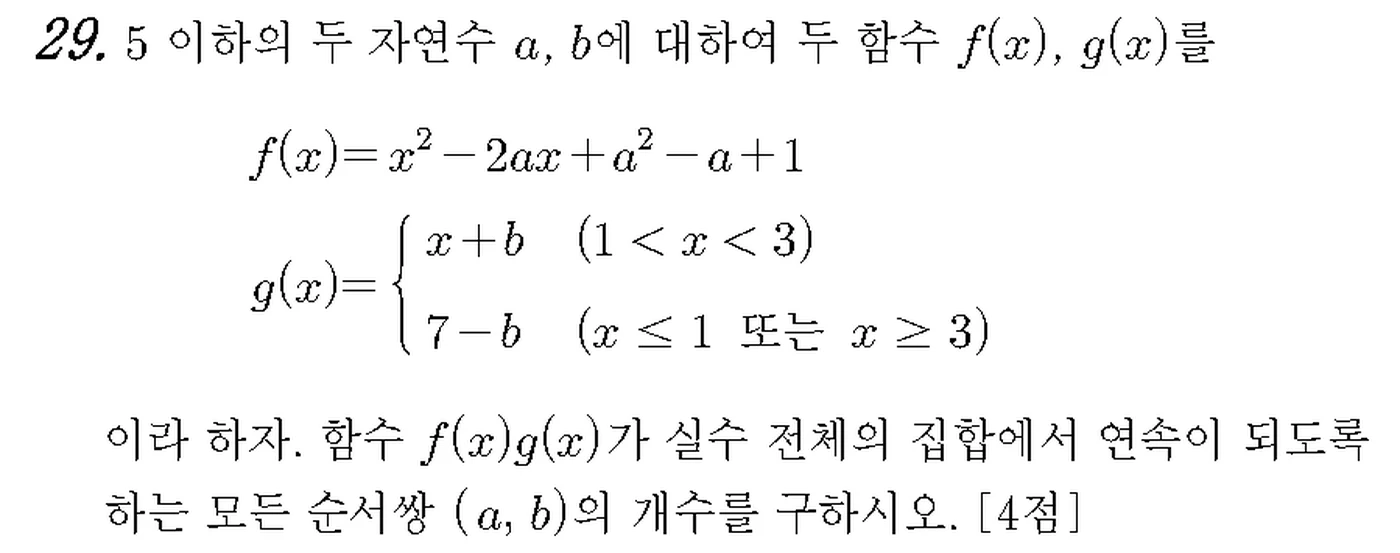 29. 5 이하의 두 자연수 a, b에 대하여 두 함수 f(x), g(x)를
f(x)=x²-2ax+a²-a+1
g(x)={ x+b (1 < x < 3)
7-b (x ≤ 1 또는 x ≥ 3)
이라 하자. 함수 f(x)g(x)가 실수 전체의 집합에서 연속이 되도록
하는 모든 순서쌍 (a, b)의 개수를 구하시오. [4점]